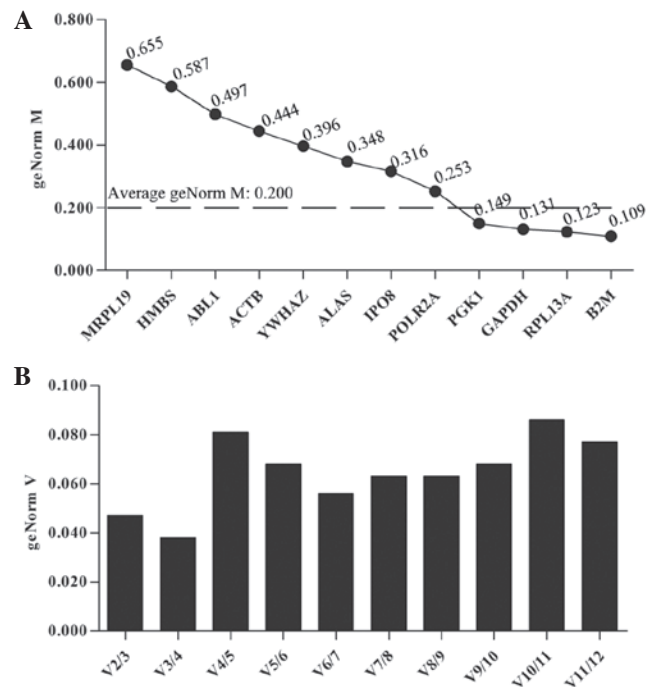 A
0.800
0.600
0.400
0.200
0.000
geNorm M
0.655
0.587
0.497
0.444
0.396
0.348
0.316
0.253
0.149
0.131
0.123
0.109
Average geNorm M: 0.200
MRPL19
HMBS
ABL1
ACTB
YWHAZ
ALAS
IPO8
POLR2A
PGK1
GAPDH
RPL13A
B2M
B
0.100
0.080
0.060
0.040
0.020
0.000
geNorm V
V2/3
V3/4
V4/5
V5/6
V6/7
V7/8
V8/9
V9/10
V10/11
V11/12